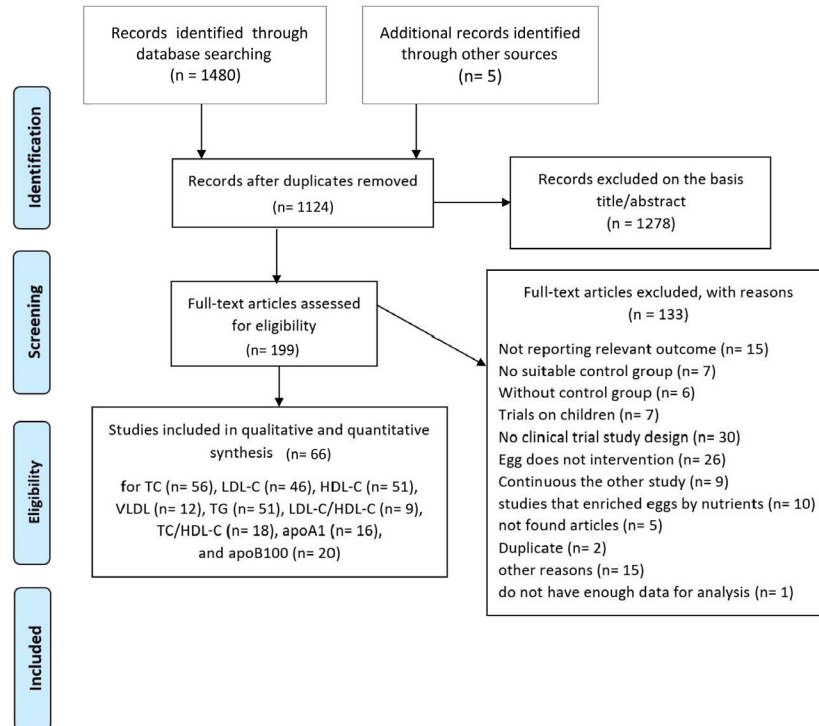 Records identified through
database searching
(n = 1480)
Additional records identified
through other sources
(n= 5)
Identification
Records after duplicates removed
(n= 1124)
Records excluded on the basis
title/abstract
(n = 1278)
Screening
Full-text articles assessed
for eligibility
(n= 199)
Full-text articles excluded, with reasons
(n = 133)
Not reporting relevant outcome (n= 15)
No suitable control group (n= 7)
Without control group (n= 6)
Trials on children (n= 7)
No clinical trial study design (n= 30)
Egg does not intervention (n= 26)
Continuous the other study (n= 9)
studies that enriched eggs by nutrients (n= 10)
not found articles (n= 5)
Duplicate (n= 2)
other reasons (n= 15)
do not have enough data for analysis (n= 1)
Eligibility
Studies included in qualitative and quantitative
synthesis (n= 66)
for TC (n= 56), LDL-C (n= 46), HDL-C (n= 51),
VLDL (n= 12), TG (n= 51), LDL-C/HDL-C (n= 9),
TC/HDL-C (n= 18), apoA1 (n= 16),
and apoB100 (n= 20)
Included